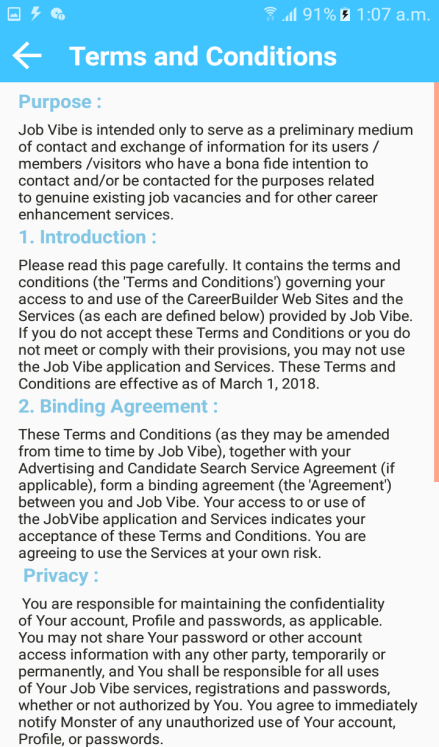 91% 1:07 a.m.
Terms and Conditions
Purpose :
Job Vibe is intended only to serve as a preliminary medium
of contact and exchange of information for its users /
members /visitors who have a bona fide intention to
contact and/or be contacted for the purposes related
to genuine existing job vacancies and for other career
enhancement services.
1. Introduction :
Please read this page carefully. It contains the terms and
conditions (the 'Terms and Conditions') governing your
access to and use of the CareerBuilder Web Sites and the
Services (as each are defined below) provided by Job Vibe.
If you do not accept these Terms and Conditions or you do
not meet or comply with their provisions, you may not use
the Job Vibe application and Services. These Terms and
Conditions are effective as of March 1, 2018.
2. Binding Agreement :
These Terms and Conditions (as they may be amended
from time to time by Job Vibe), together with your
Advertising and Candidate Search Service Agreement (if
applicable), form a binding agreement (the 'Agreement')
between you and Job Vibe. Your access to or use of
the JobVibe application and Services indicates your
acceptance of these Terms and Conditions. You are
agreeing to use the Services at your own risk.
Privacy :
You are responsible for maintaining the confidentiality
of Your account, Profile and passwords, as applicable.
You may not share Your password or other account
access information with any other party, temporarily or
permanently, and You shall be responsible for all uses
of Your Job Vibe services, registrations and passwords,
whether or not authorized by You. You agree to immediately
notify Monster of any unauthorized use of Your account,
Profile, or passwords.